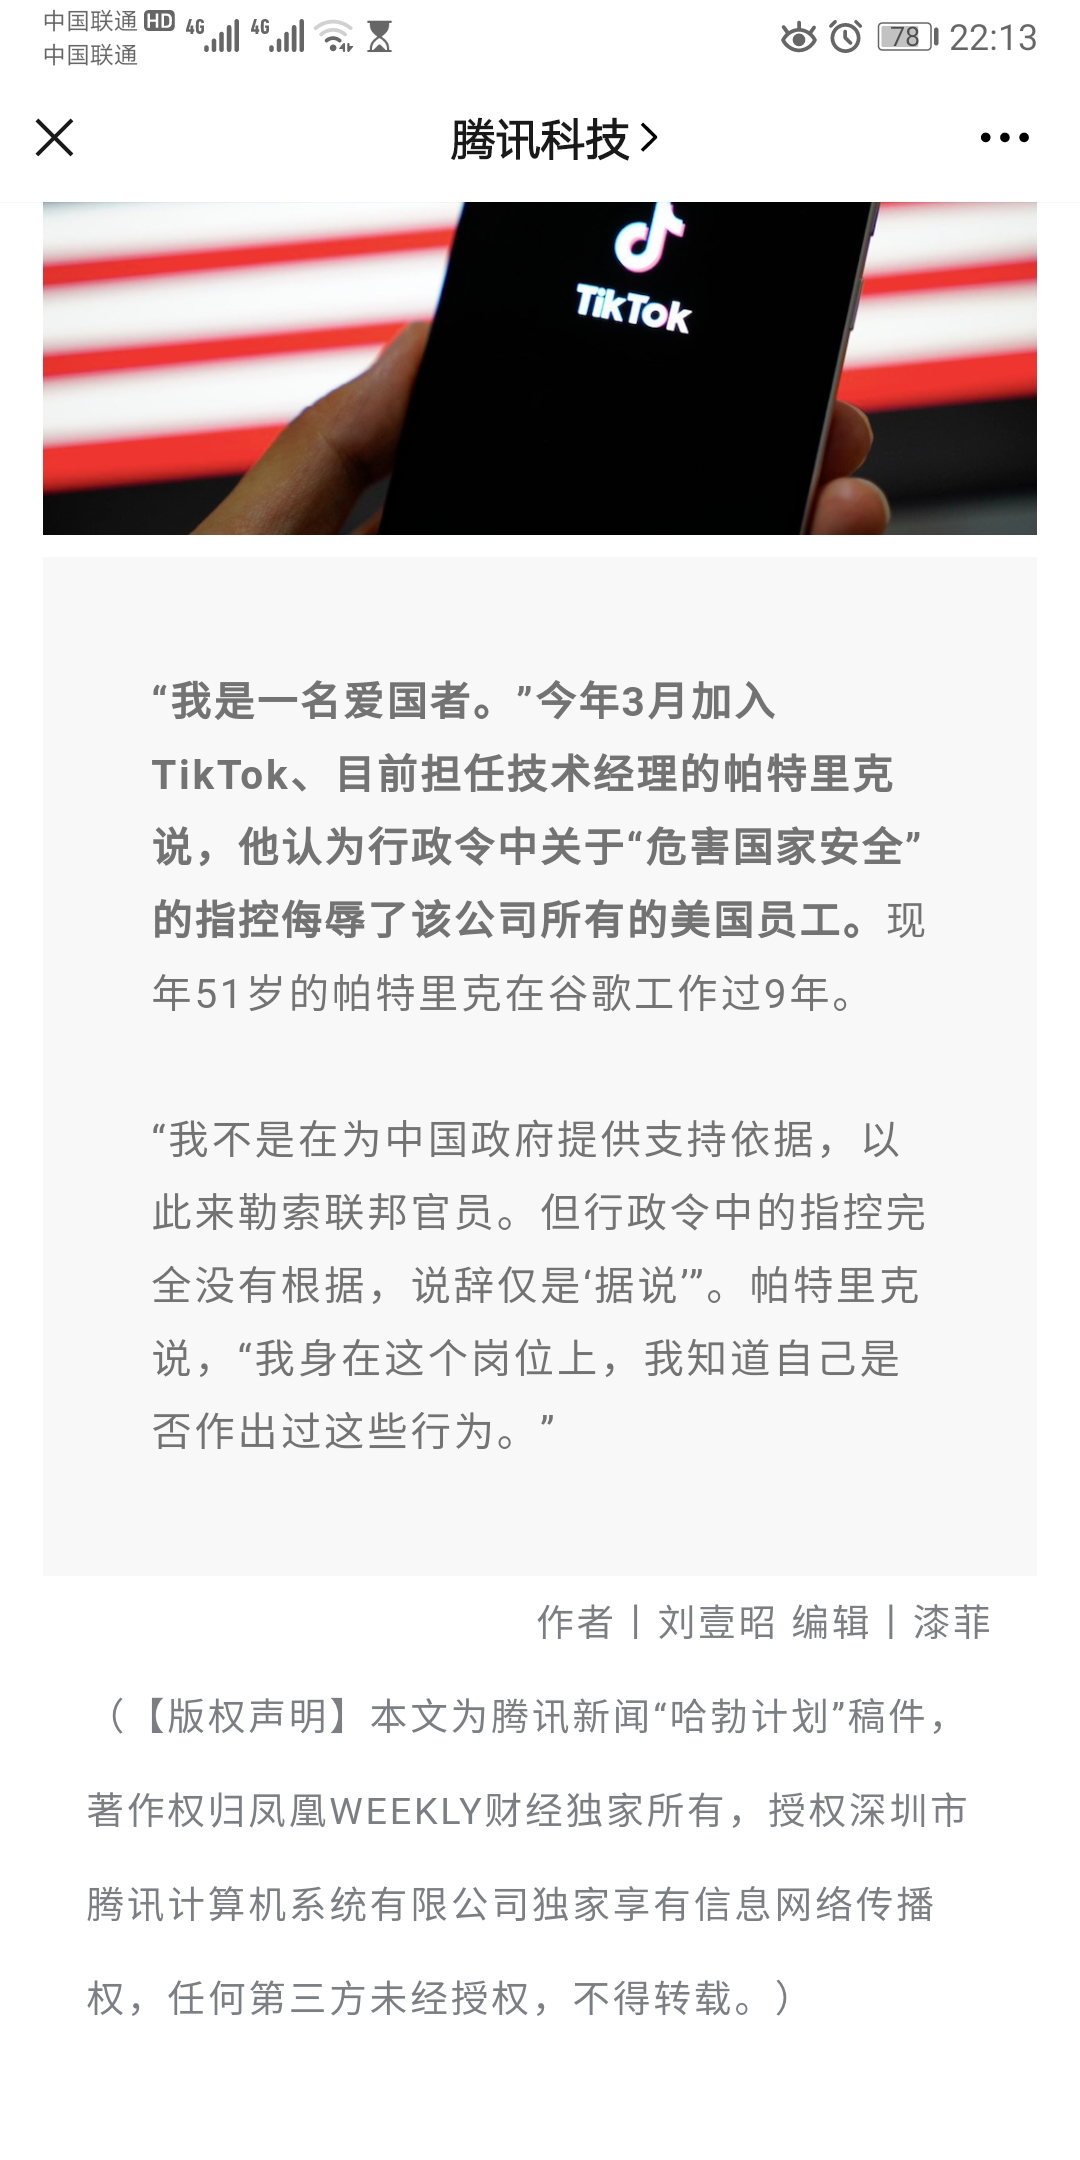 中国联通 HD 4G 4G 78 22:13
中国联通
腾讯科技
TikTok
“我是一名爱国者。”今年3月加入
TikTok、目前担任技术经理的帕特里克
说，他认为行政令中关于“危害国家安全”
的指控侮辱了该公司所有的美国员工。现
年51岁的帕特里克在谷歌工作过9年。
“我不是在为中国政府提供支持依据，以
此来勒索联邦官员。但行政令中的指控完
全没有根据，说辞仅是‘据说’”。帕特里克
说，“我身在这个岗位上，我知道自己是
否作出过这些行为。”
作者丨刘壹昭 编辑丨漆菲
（【版权声明】本文为腾讯新闻“哈勃计划”稿件，
著作权归凤凰WEEKLY财经独家所有，授权深圳市
腾讯计算机系统有限公司独家享有信息网络传播
权，任何第三方未经授权，不得转载。）